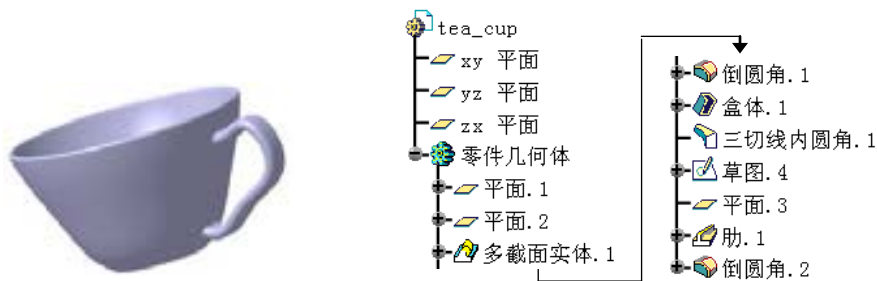 tea_cup
xy 平面
yz 平面
zx 平面
零件几何体
平面.1
平面.2
多截面实体.1
倒圆角.1
盒体.1
三切线内圆角.1
草图.4
平面.3
肋.1
倒圆角.2